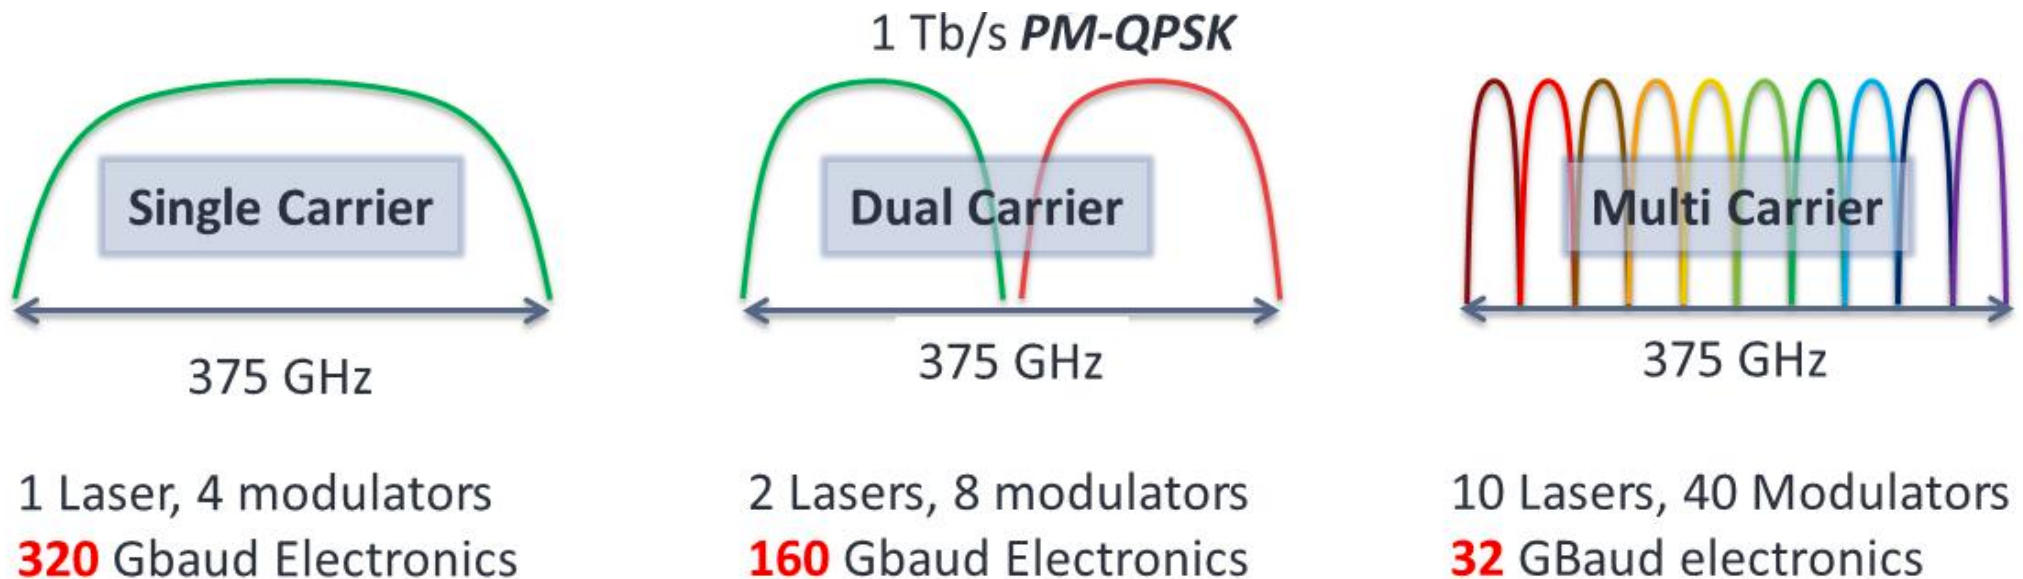 1 Tb/s PM-QPSK
Single Carrier
375 GHz
1 Laser, 4 modulators
320 Gbaud Electronics
Dual Carrier
375 GHz
2 Lasers, 8 modulators
160 Gbaud Electronics
Multi Carrier
375 GHz
10 Lasers, 40 Modulators
32 GBaud electronics